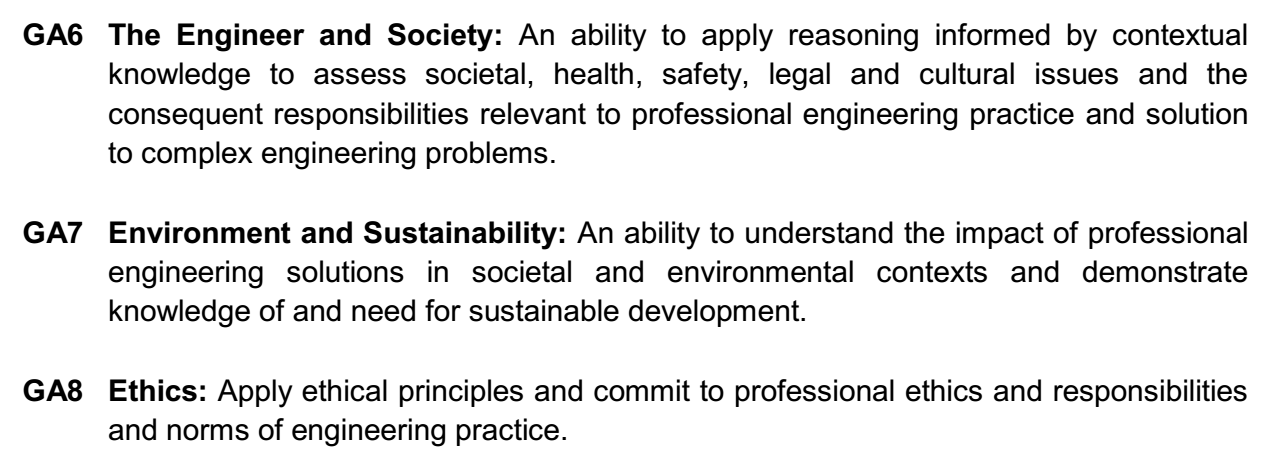 GA6 The Engineer and Society: An ability to apply reasoning informed by contextual
knowledge to assess societal, health, safety, legal and cultural issues and the
consequent responsibilities relevant to professional engineering practice and solution
to complex engineering problems.
GA7 Environment and Sustainability: An ability to understand the impact of professional
engineering solutions in societal and environmental contexts and demonstrate
knowledge of and need for sustainable development.
GA8 Ethics: Apply ethical principles and commit to professional ethics and responsibilities
and norms of engineering practice.